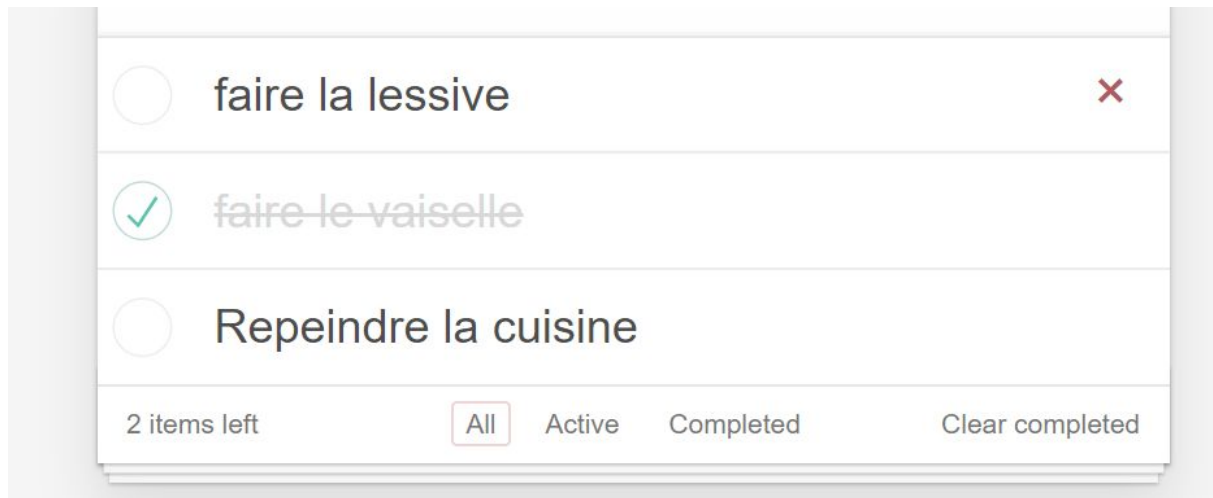 faire la lessive
faire le vaiselle
Repeindre la cuisine
2 items left All Active Completed Clear completed